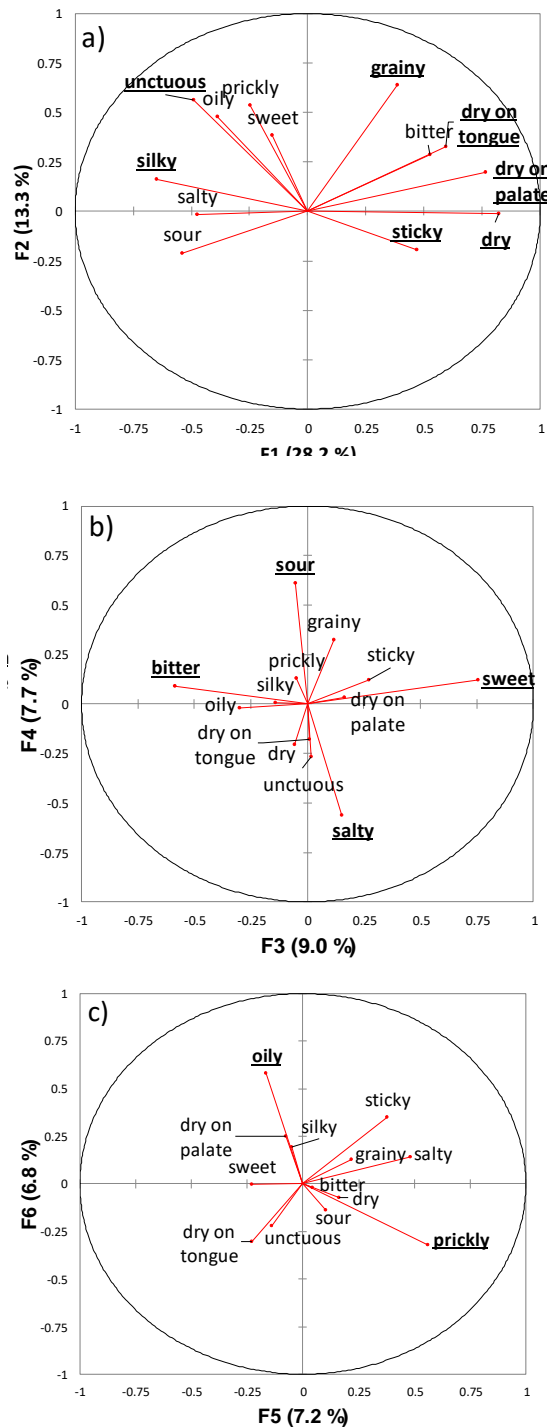 a)
1
0.75
0.5
0.25
0
-0.25
-0.5
-0.75
-1
F2 (13.3 %)
unctuous
oily
prickly
sweet
grainy
bitter
dry on
tongue
silky
salty
sour
dry on
palate
sticky
dry
-1
-0.75
-0.5
-0.25
0
0.25
0.5
0.75
1
F1 (28.2 %)
b)
1
0.75
0.5
0.25
0
-0.25
-0.5
-0.75
-1
F4 (7.7 %)
sour
grainy
prickly
sticky
bitter
silky
sweet
oily
dry on
palate
dry on
tongue
dry
unctuous
salty
-1
-0.75
-0.5
-0.25
0
0.25
0.5
0.75
1
F3 (9.0 %)
c)
1
0.75
0.5
0.25
0
-0.25
-0.5
-0.75
-1
F6 (6.8 %)
oily
sticky
dry on
palate
silky
grainy
salty
sweet
bitter
dry
sour
dry on
tongue
unctuous
prickly
-1
-0.75
-0.5
-0.25
0
0.25
0.5
0.75
1
F5 (7.2 %)